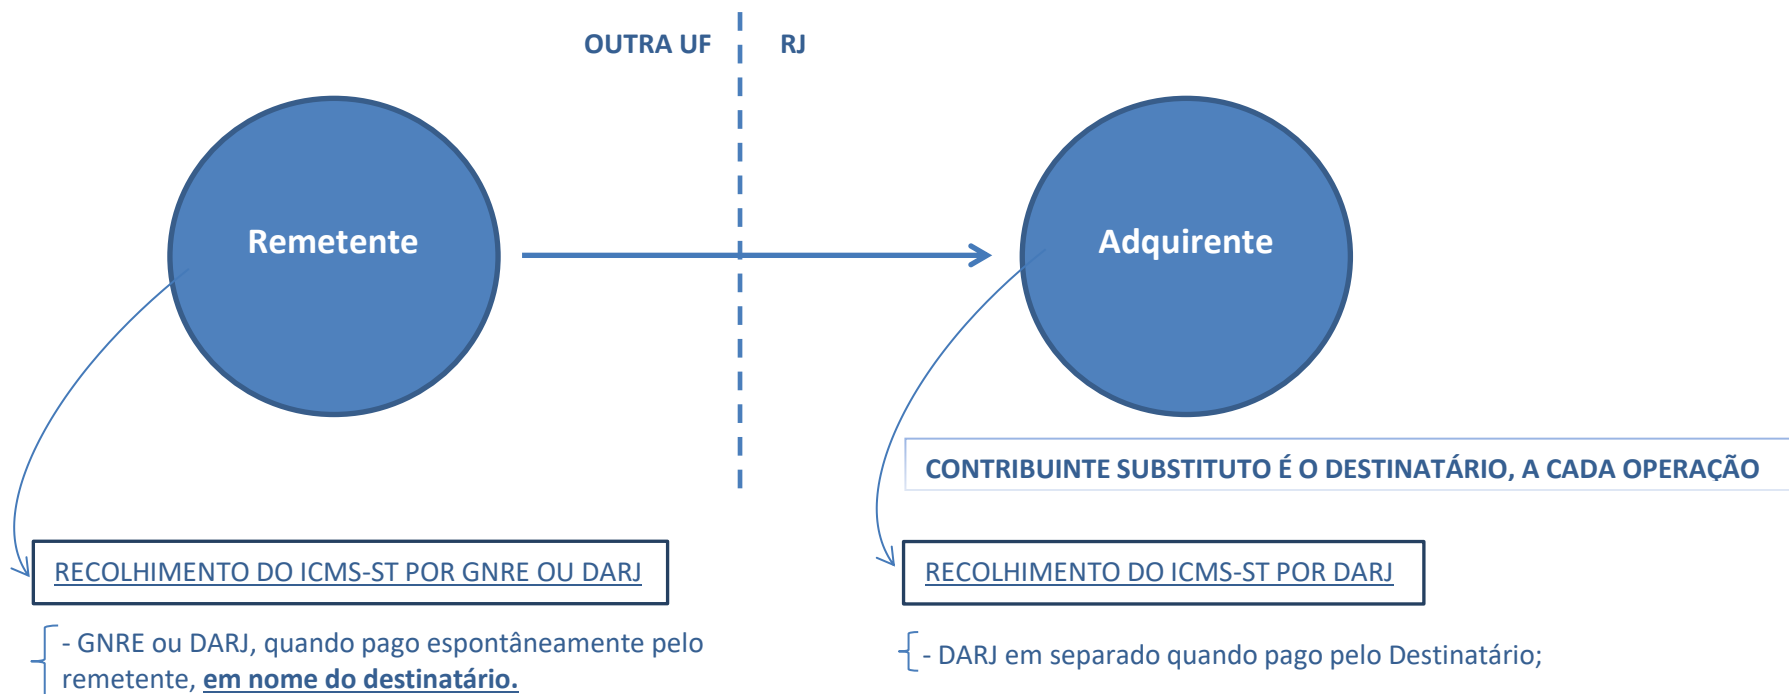 OUTRA UF
RJ
Remetente
Adquirente
CONTRIBUINTE SUBSTITUTO É O DESTINATÁRIO, A CADA OPERAÇÃO
RECOLHIMENTO DO ICMS-ST POR GNRE OU DARJ
- GNRE ou DARJ, quando pago espontâneamente pelo
remetente, em nome do destinatário.
RECOLHIMENTO DO ICMS-ST POR DARJ
- DARJ em separado quando pago pelo Destinatário;